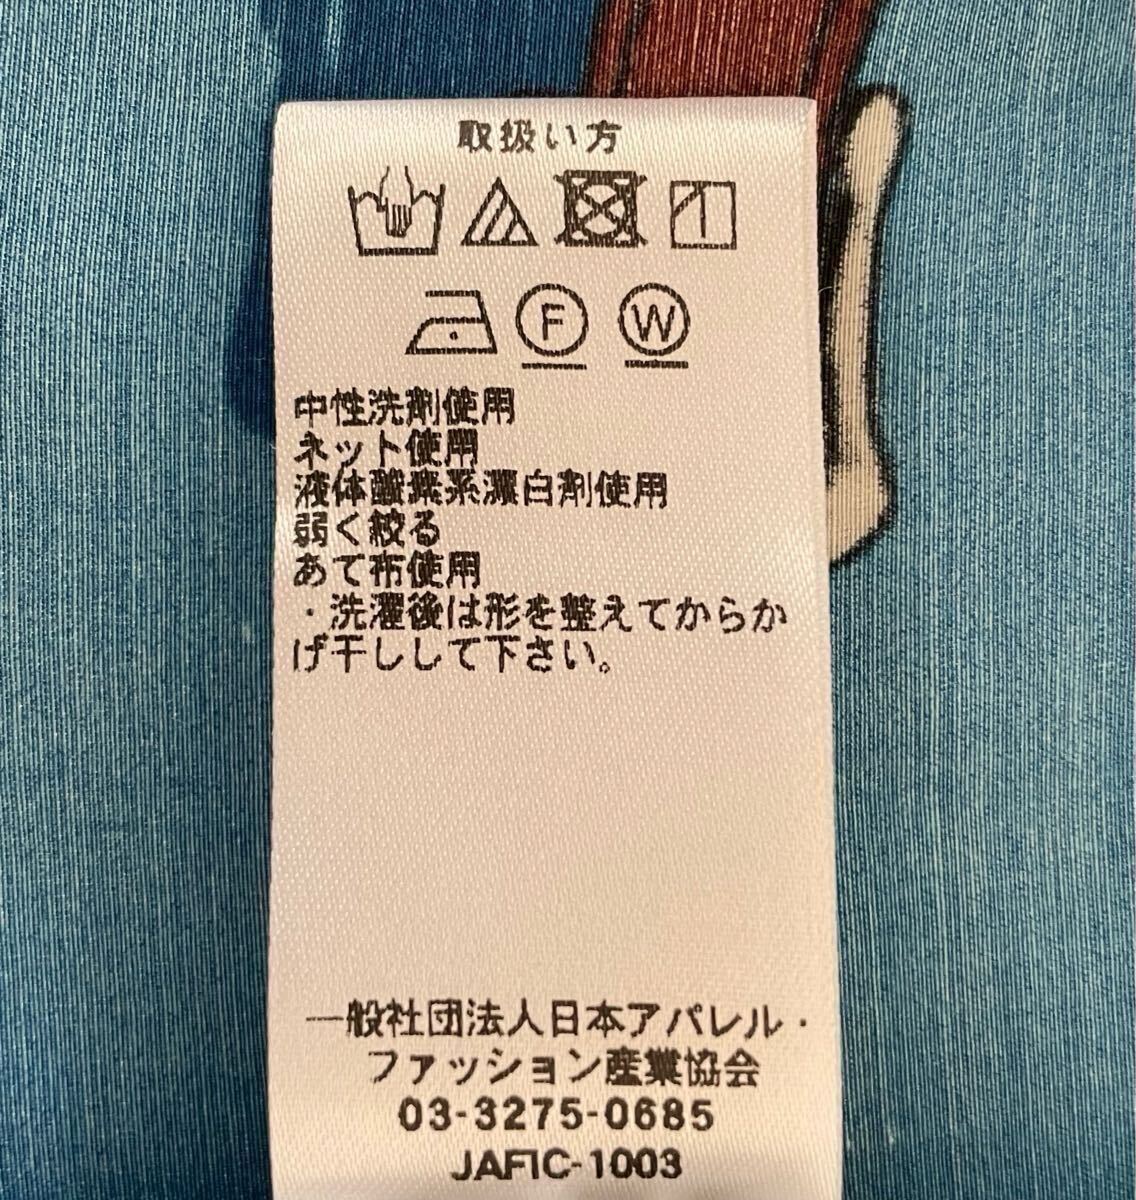 取扱い方
F W
中性洗剤使用
ネット使用
液体酸素系漂白剤使用
弱く絞る
あて布使用
・洗濯後は形を整えてからか
げ干しして下さい。
一般社団法人日本アパレル・
ファッション産業協会
03-3275-0685
JAFIC-1003